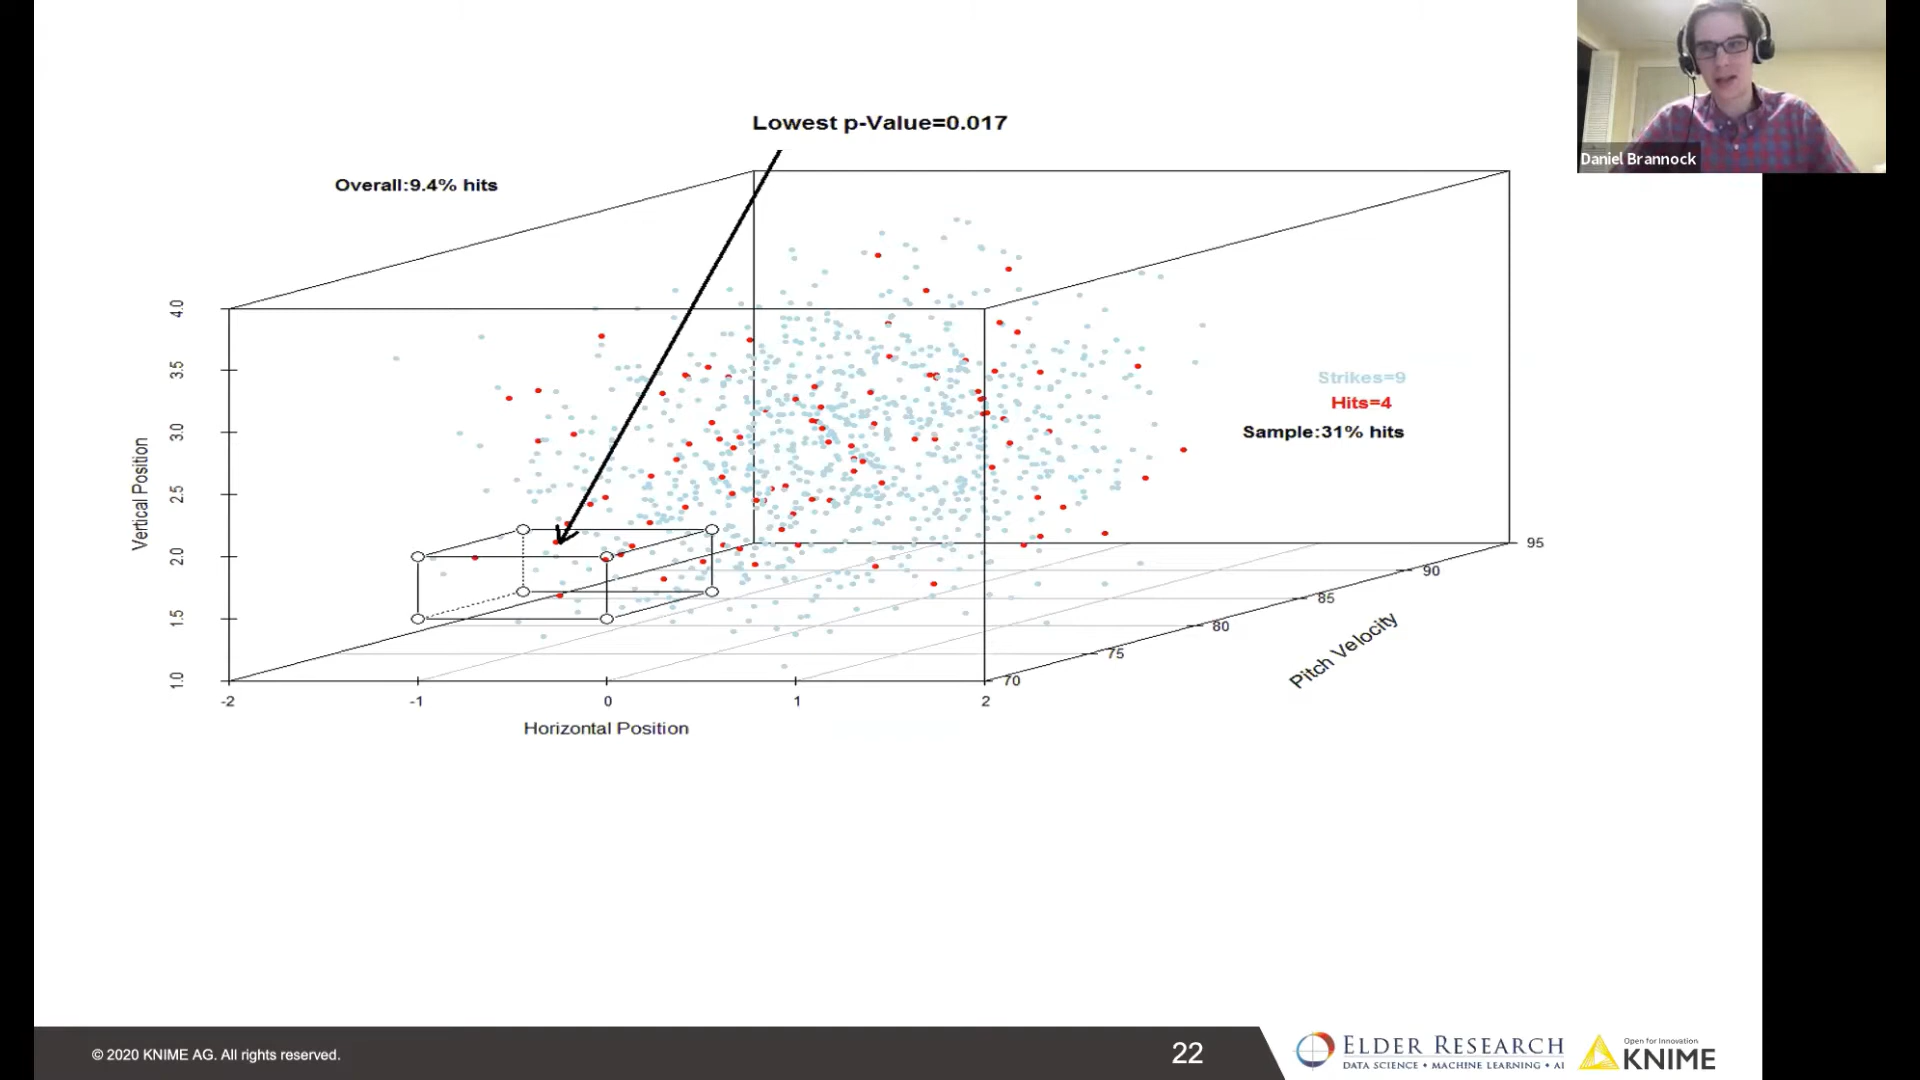 Daniel Brannock
Lowest p-Value=0.017
Overall:9.4% hits
Strikes=9
Hits=4
Sample:31% hits
Vertical Position
4.0
3.5
3.0
2.5
2.0
1.5
1.0
-2
-1
0
1
2
Horizontal Position
70
75
80
85
90
95
Pitch Velocity
© 2020 KNIME AG. All rights reserved.
22
ELDER RESEARCH
DATA SCIENCE • MACHINE LEARNING • AI
Open for Innovation
KNIME